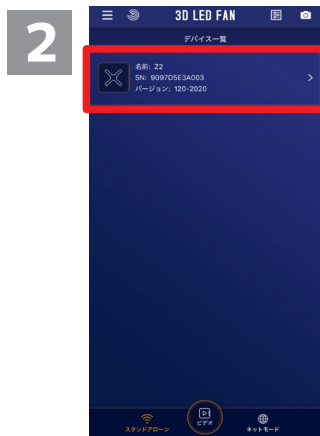 2
3D LED FAN
デバイス一覧
名前: Z2
SN: 9097D5E3A003
バージョン: 120-2020
スタンドアローン
ビデオ
ネットモード